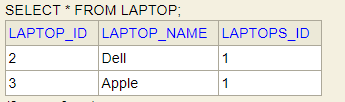 SELECT * FROM LAPTOP;
LAPTOP_ID LAPTOP_NAME LAPTOPS_ID
2 Dell 1
3 Apple 1